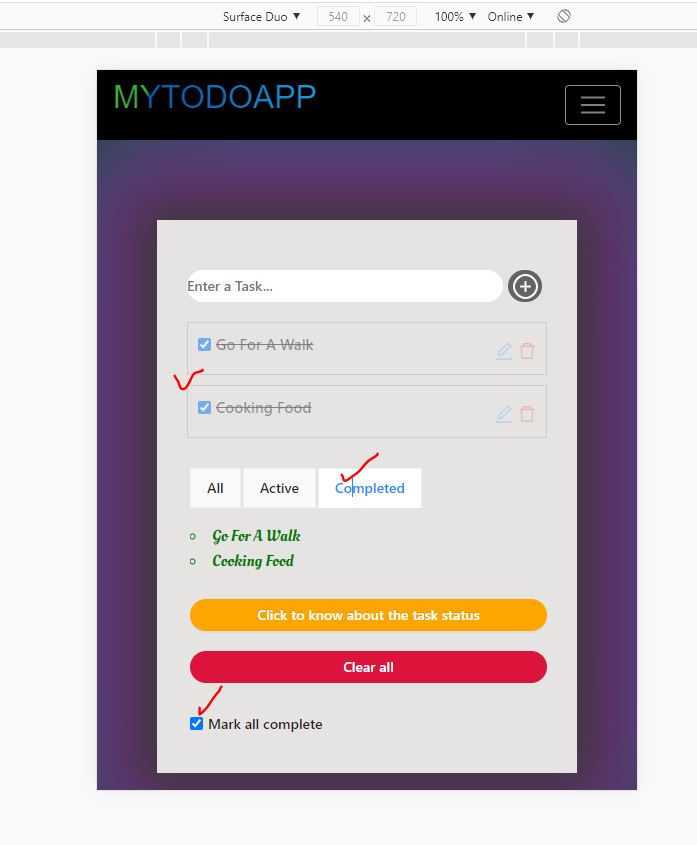 Surface Duo ▼ 540 x 720 100% ▼ Online ▼
MYTODOAPP
Enter a Task...
Go For A Walk
Cooking Food
All Active Completed
Go For A Walk
Cooking Food
Click to know about the task status
Clear all
Mark all complete